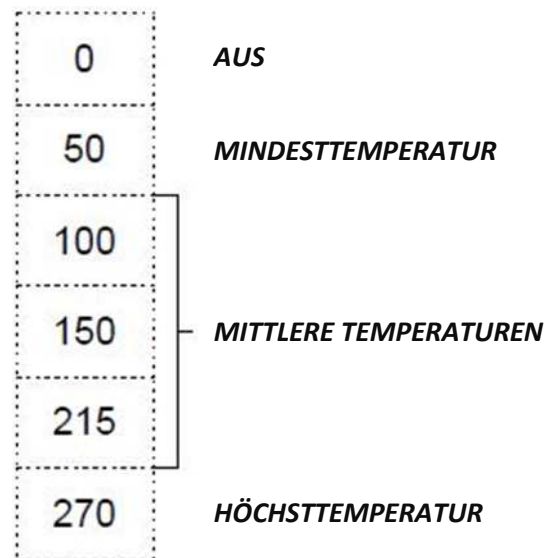 0 AUS
50 MINDESTTEMPERATUR
100
150 MITTLERE TEMPERATUREN
215
270 HÖCHSTTEMPERATUR